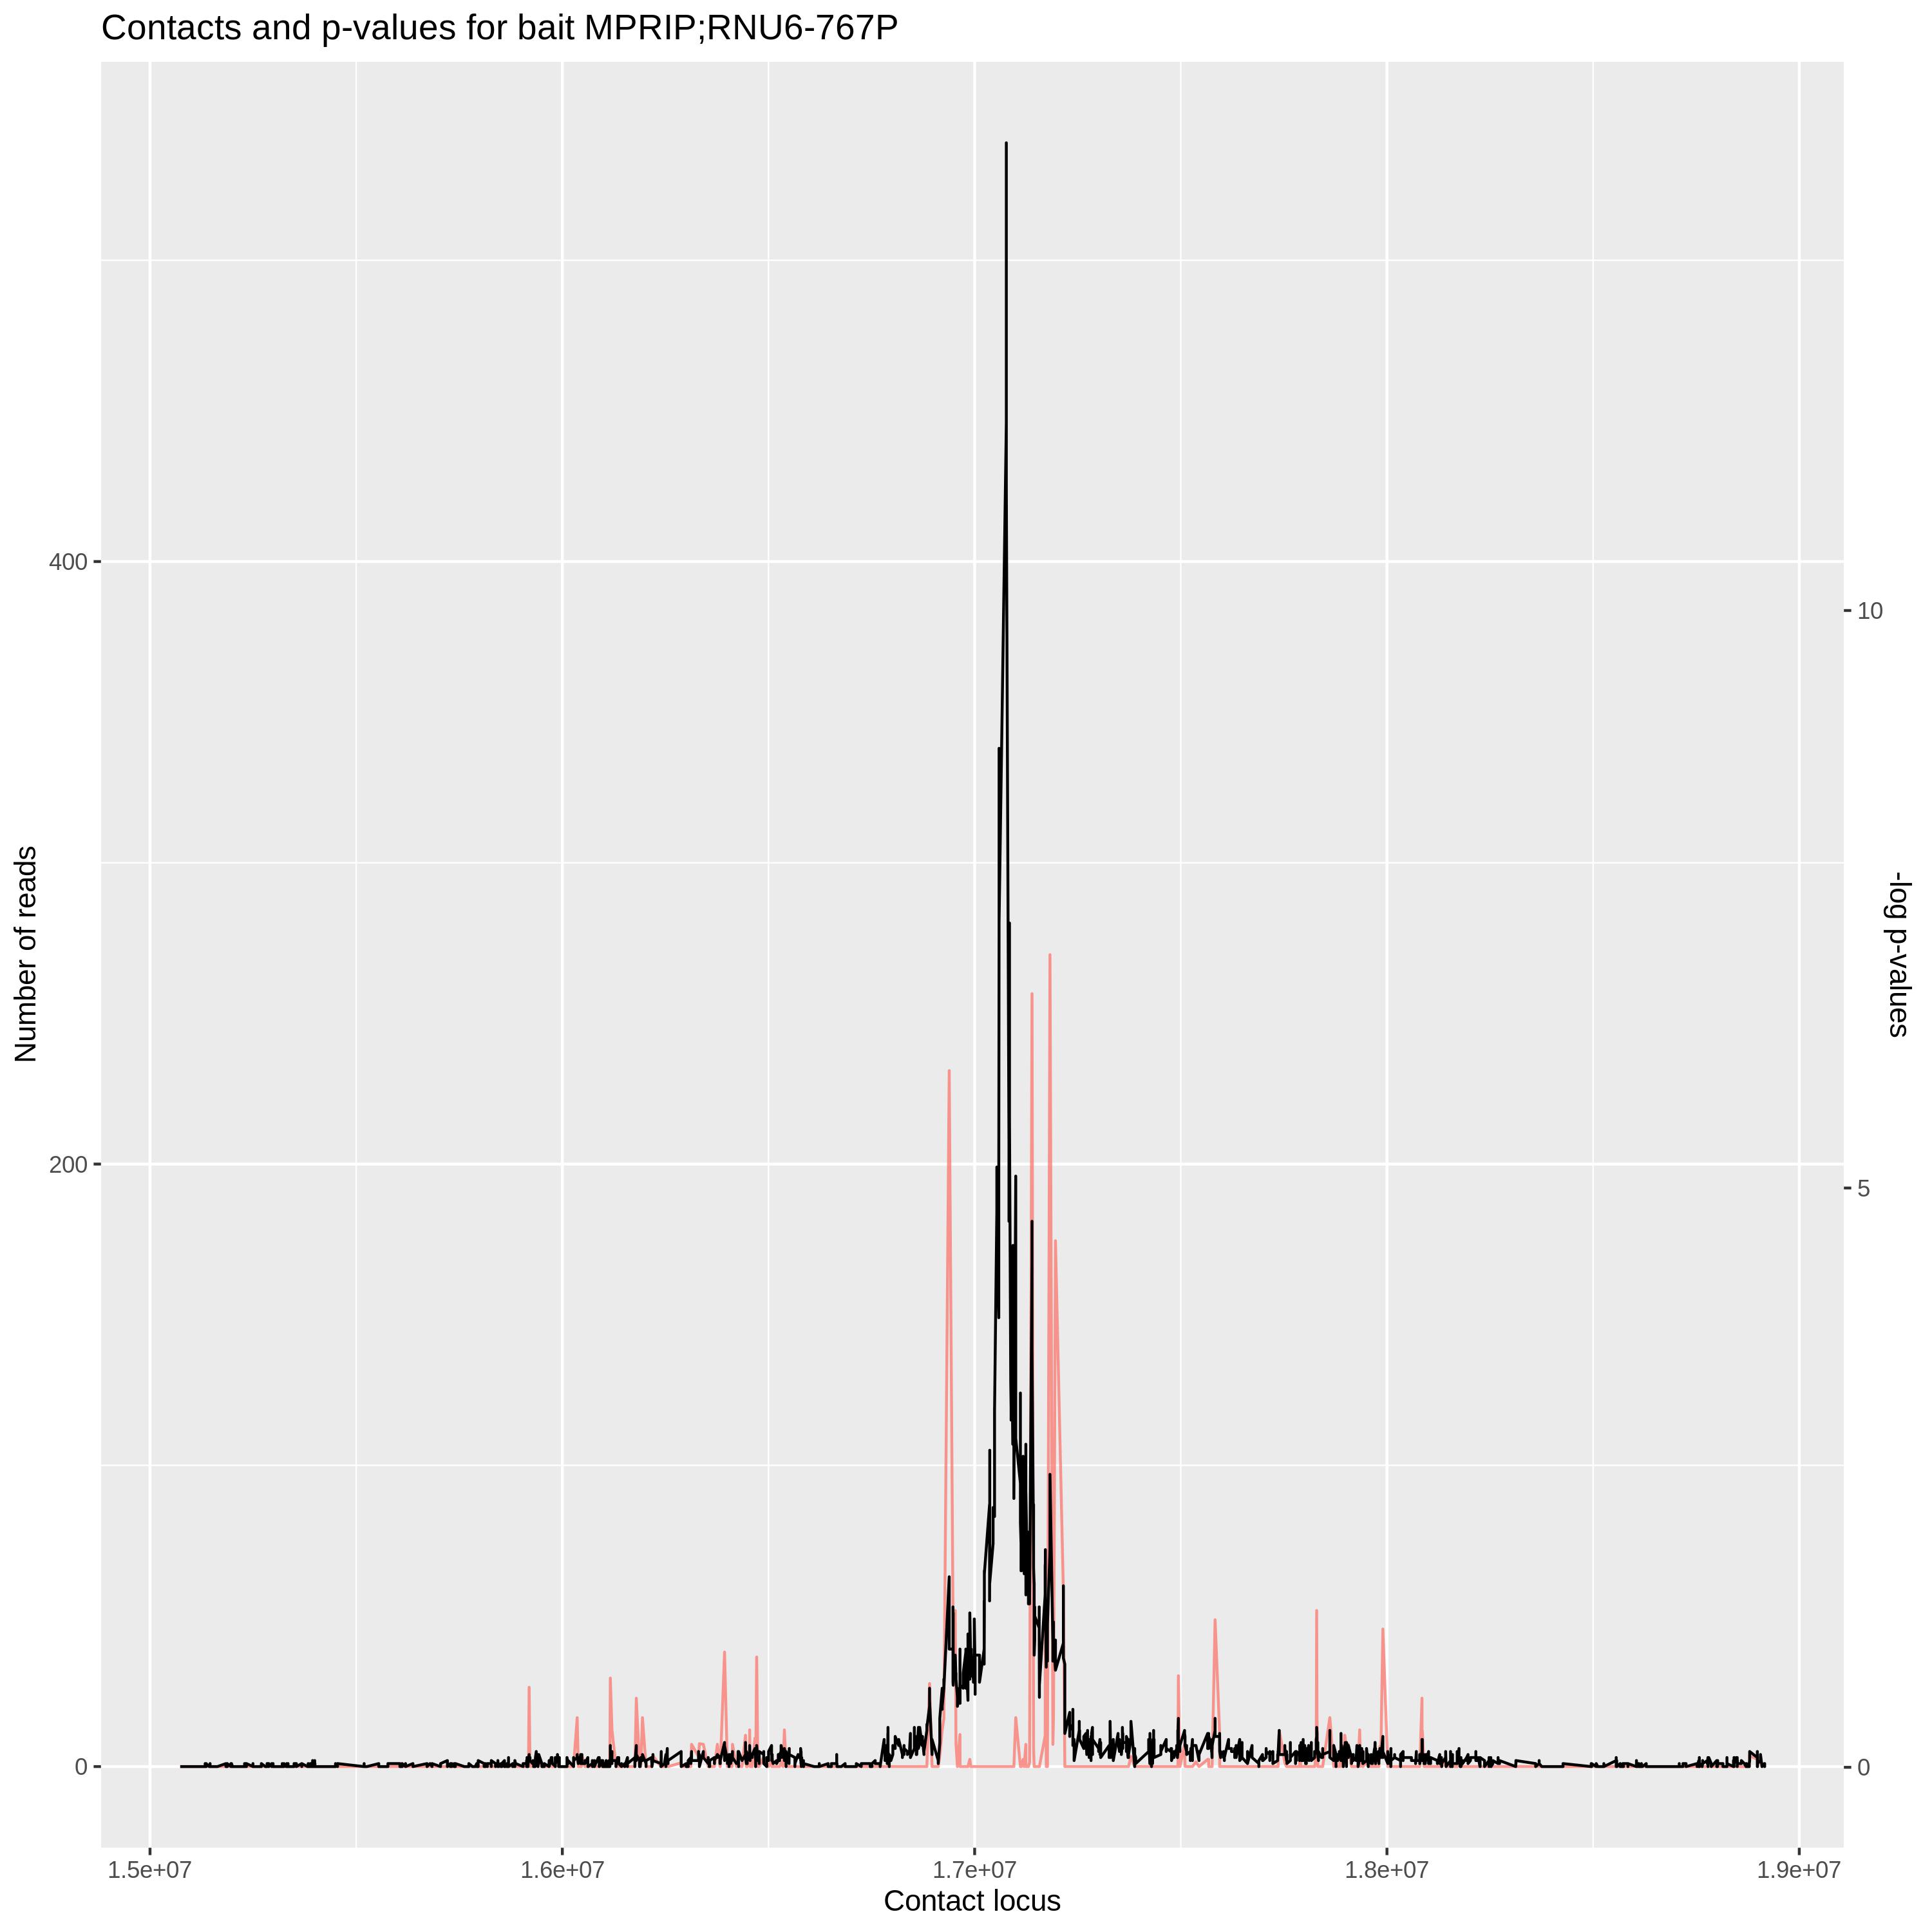 Contacts and p-values for bait MPRIP;RNU6-767P
Number of reads
400
200
0
10
5
0
-log p-values
1.5e+07
1.6e+07
1.7e+07
1.8e+07
1.9e+07
Contact locus